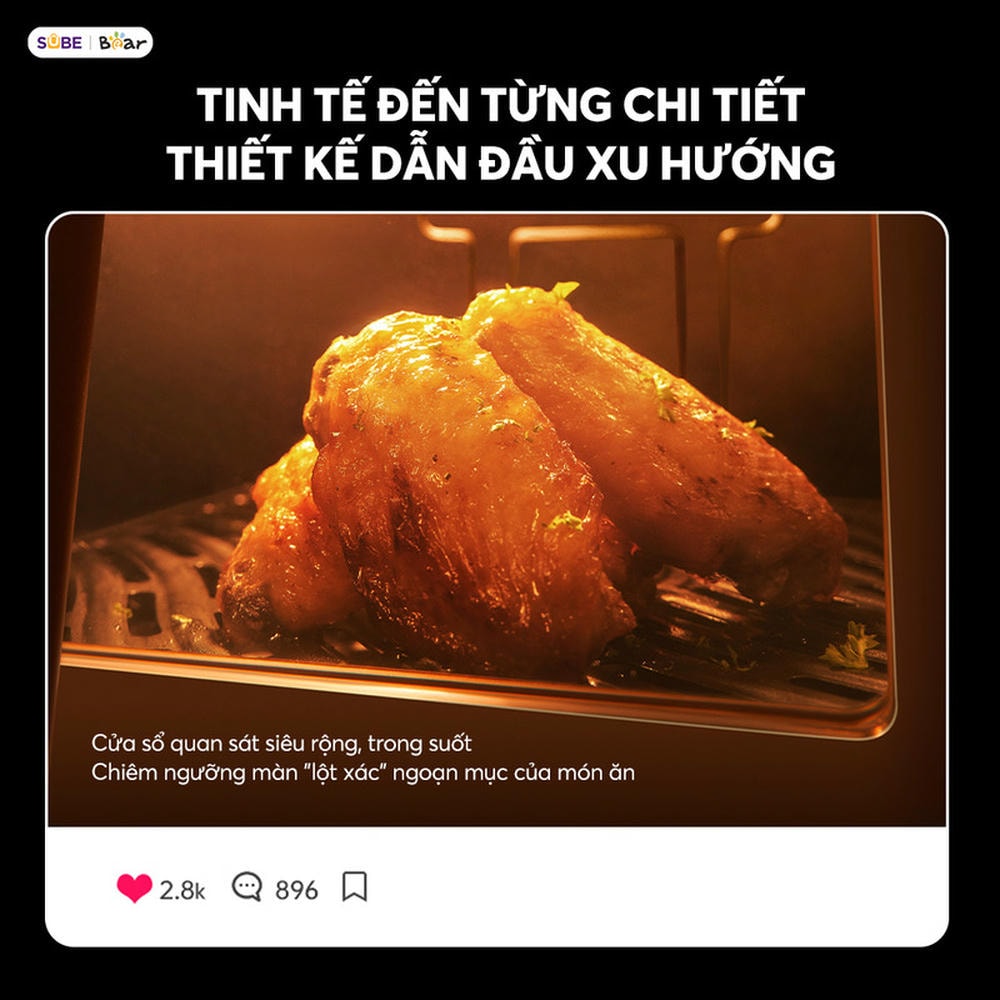 SUBE | Bear
TINH TẾ ĐẾN TỪNG CHI TIẾT
THIẾT KẾ DẪN ĐẦU XU HƯỚNG
Cửa sổ quan sát siêu rộng, trong suốt
Chiêm ngưỡng màn "lột xác" ngoạn mục của món ăn
2.8k 896